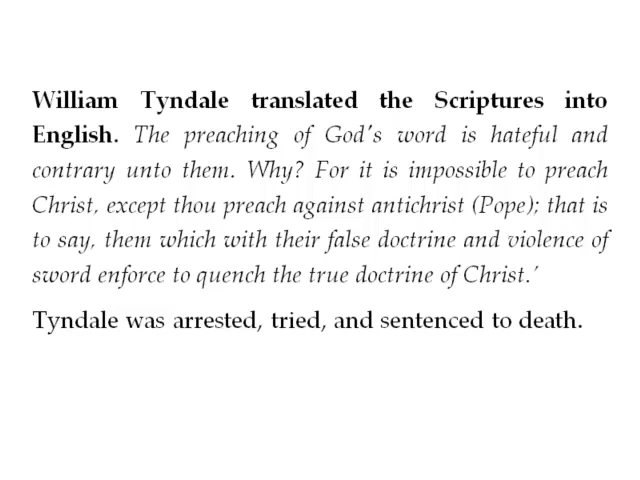 William Tyndale translated the Scriptures into
English. The preaching of God's word is hateful and
contrary unto them. Why? For it is impossible to preach
Christ, except thou preach against antichrist (Pope); that is
to say, them which with their false doctrine and violence of
sword enforce to quench the true doctrine of Christ.'
Tyndale was arrested, tried, and sentenced to death.